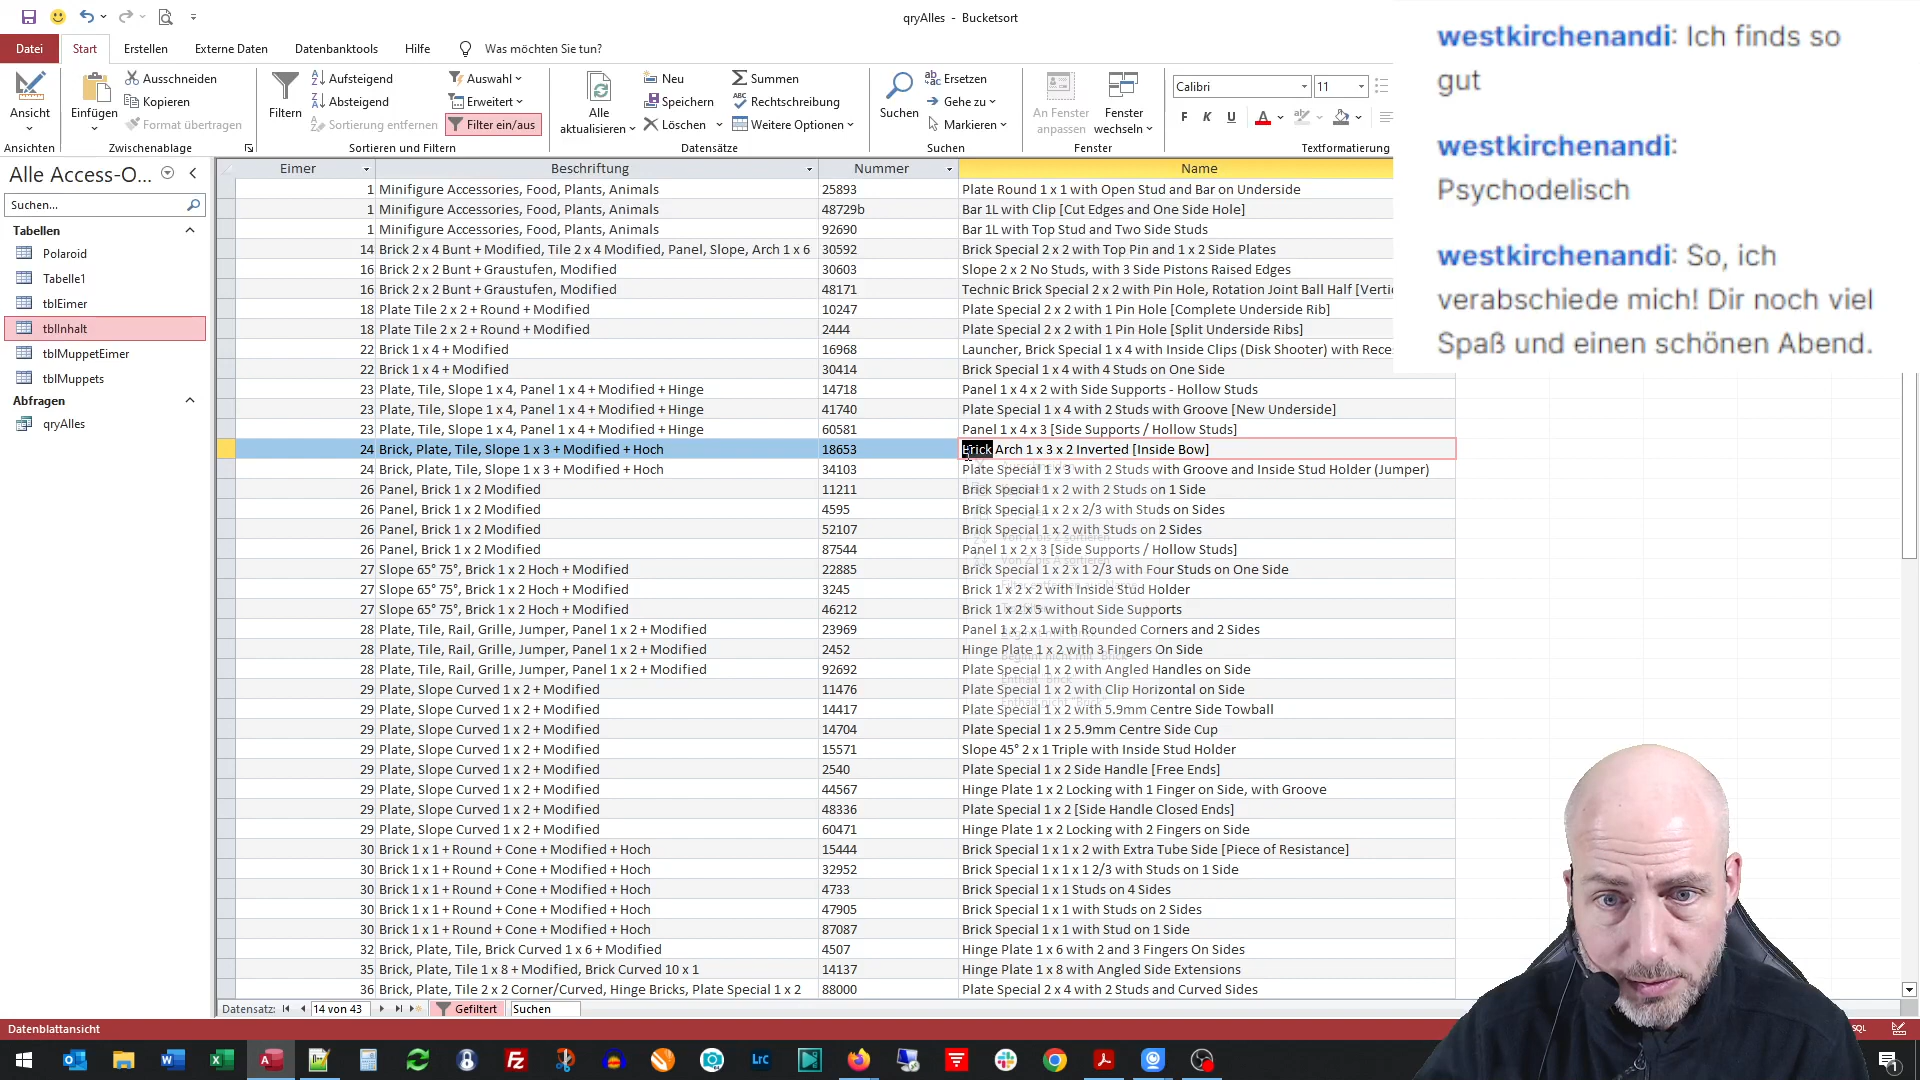 qryAlles - Bucketsort
Datei Start Erstellen Externe Daten Datenbanktools Hilfe Was möchten Sie tun?
Ansicht
Ansichten
Einfügen
Ausschneiden
Kopieren
Format übertragen
Zwischenablage
Filtern
Aufsteigend
Absteigend
Sortierung entfernen
Auswahl
Erweitert
Filter ein/aus
Sortieren und Filtern
Alle aktualisieren
Neu
Speichern
Löschen
Summen
Rechtschreibung
Weitere Optionen
Datensätze
Suchen
Ersetzen
Gehe zu
Markieren
Suchen
An Fenster anpassen
Fenster wechseln
Fenster
Calibri 11
F K U A
Textformatierung
westkirchenandi: Ich finds so
gut
westkirchenandi:
Psychodelisch
westkirchenandi: So, ich
verabschiede mich! Dir noch viel
Spaß und einen schönen Abend.
Alle Access-O...
Suchen...
Tabellen
Polaroid
Tabelle1
tblEimer
tblInhalt
tblMuppetEimer
tblMuppets
Abfragen
qryAlles
Eimer Beschriftung Nummer Name
1 Minifigure Accessories, Food, Plants, Animals 25893 Plate Round 1 x 1 with Open Stud and Bar on Underside
1 Minifigure Accessories, Food, Plants, Animals 48729b Bar 1L with Clip [Cut Edges and One Side Hole]
1 Minifigure Accessories, Food, Plants, Animals 92690 Bar 1L with Top Stud and Two Side Studs
14 Brick 2 x 4 Bunt + Modified, Tile 2 x 4 Modified, Panel, Slope, Arch 1 x 6 30592 Brick Special 2 x 2 with Top Pin and 1 x 2 Side Plates
16 Brick 2 x 2 Bunt + Graustufen, Modified 30603 Slope 2 x 2 No Studs, with 3 Side Pistons Raised Edges
16 Brick 2 x 2 Bunt + Graustufen, Modified 48171 Technic Brick Special 2 x 2 with Pin Hole, Rotation Joint Ball Half [Vertic
18 Plate Tile 2 x 2 + Round + Modified 10247 Plate Special 2 x 2 with 1 Pin Hole [Complete Underside Rib]
18 Plate Tile 2 x 2 + Round + Modified 2444 Plate Special 2 x 2 with 1 Pin Hole [Split Underside Ribs]
22 Brick 1 x 4 + Modified 16968 Launcher, Brick Special 1 x 4 with Inside Clips (Disk Shooter) with Rece
22 Brick 1 x 4 + Modified 30414 Brick Special 1 x 4 with 4 Studs on One Side
23 Plate, Tile, Slope 1 x 4, Panel 1 x 4 + Modified + Hinge 14718 Panel 1 x 4 x 2 with Side Supports - Hollow Studs
23 Plate, Tile, Slope 1 x 4, Panel 1 x 4 + Modified + Hinge 41740 Plate Special 1 x 4 with 2 Studs with Groove [New Underside]
23 Plate, Tile, Slope 1 x 4, Panel 1 x 4 + Modified + Hinge 60581 Panel 1 x 4 x 3 [Side Supports / Hollow Studs]
24 Brick, Plate, Tile, Slope 1 x 3 + Modified + Hoch 18653 Brick Arch 1 x 3 x 2 Inverted [Inside Bow]
24 Brick, Plate, Tile, Slope 1 x 3 + Modified + Hoch 34103 Plate Special 1 x 3 with 2 Studs with Groove and Inside Stud Holder (Jumper)
26 Panel, Brick 1 x 2 Modified 11211 Brick Special 1 x 2 with 2 Studs on 1 Side
26 Panel, Brick 1 x 2 Modified 4595 Brick Special 1 x 2 x 2/3 with Studs on Sides
26 Panel, Brick 1 x 2 Modified 52107 Brick Special 1 x 2 with Studs on 2 Sides
Von A bis Z sortieren
26 Panel, Brick 1 x 2 Modified 87544 Panel 1 x 2 x 3 [Side Supports / Hollow Studs]
Von Z bis A sortieren
27 Slope 65° 75°, Brick 1 x 2 Hoch + Modified 22885 Brick Special 1 x 2 x 1 2/3 with Four Studs on One Side
Filter entfernen aus Name
27 Slope 65° 75°, Brick 1 x 2 Hoch + Modified 3245 Brick 1 x 2 x 2 with Inside Stud Holder
27 Slope 65° 75°, Brick 1 x 2 Hoch + Modified 46212 Brick 1 x 2 x 5 without Side Supports
28 Plate, Tile, Rail, Grille, Jumper, Panel 1 x 2 + Modified 23969 Panel 1 x 2 x 1 with Rounded Corners and 2 Sides
28 Plate, Tile, Rail, Grille, Jumper, Panel 1 x 2 + Modified 2452 Hinge Plate 1 x 2 with 3 Fingers On Side
Beginnt nicht mit "Brick"
28 Plate, Tile, Rail, Grille, Jumper, Panel 1 x 2 + Modified 92692 Plate Special 1 x 2 with Angled Handles on Side
Enthält "Brick"
29 Plate, Slope Curved 1 x 2 + Modified 11476 Plate Special 1 x 2 with Clip Horizontal on Side
Enthält nicht "Brick"
29 Plate, Slope Curved 1 x 2 + Modified 14417 Plate Special 1 x 2 with 5.9mm Centre Side Towball
29 Plate, Slope Curved 1 x 2 + Modified 14704 Plate Special 1 x 2 5.9mm Centre Side Cup
29 Plate, Slope Curved 1 x 2 + Modified 15571 Slope 45° 2 x 1 Triple with Inside Stud Holder
29 Plate, Slope Curved 1 x 2 + Modified 2540 Plate Special 1 x 2 Side Handle [Free Ends]
29 Plate, Slope Curved 1 x 2 + Modified 44567 Hinge Plate 1 x 2 Locking with 1 Finger on Side, with Groove
29 Plate, Slope Curved 1 x 2 + Modified 48336 Plate Special 1 x 2 [Side Handle Closed Ends]
29 Plate, Slope Curved 1 x 2 + Modified 60471 Hinge Plate 1 x 2 Locking with 2 Fingers on Side
30 Brick 1 x 1 + Round + Cone + Modified + Hoch 15444 Brick Special 1 x 1 x 2 with Extra Tube Side [Piece of Resistance]
30 Brick 1 x 1 + Round + Cone + Modified + Hoch 32952 Brick Special 1 x 1 x 1 2/3 with Studs on 1 Side
30 Brick 1 x 1 + Round + Cone + Modified + Hoch 4733 Brick Special 1 x 1 Studs on 4 Sides
30 Brick 1 x 1 + Round + Cone + Modified + Hoch 47905 Brick Special 1 x 1 with Studs on 2 Sides
30 Brick 1 x 1 + Round + Cone + Modified + Hoch 87087 Brick Special 1 x 1 with Stud on 1 Side
32 Brick, Plate, Tile, Brick Curved 1 x 6 + Modified 4507 Hinge Plate 1 x 6 with 2 and 3 Fingers On Sides
35 Brick, Plate, Tile 1 x 8 + Modified, Brick Curved 10 x 1 14137 Hinge Plate 1 x 8 with Angled Side Extensions
36 Brick, Plate, Tile 2 x 2 Corner/Curved, Hinge Bricks, Plate Special 1 x 2 88000 Plate Special 2 x 4 with 2 Studs and Curved Sides
Datensatz: 14 von 43 Gefiltert Suchen
Datenblattansicht
SQL
Lrc
1